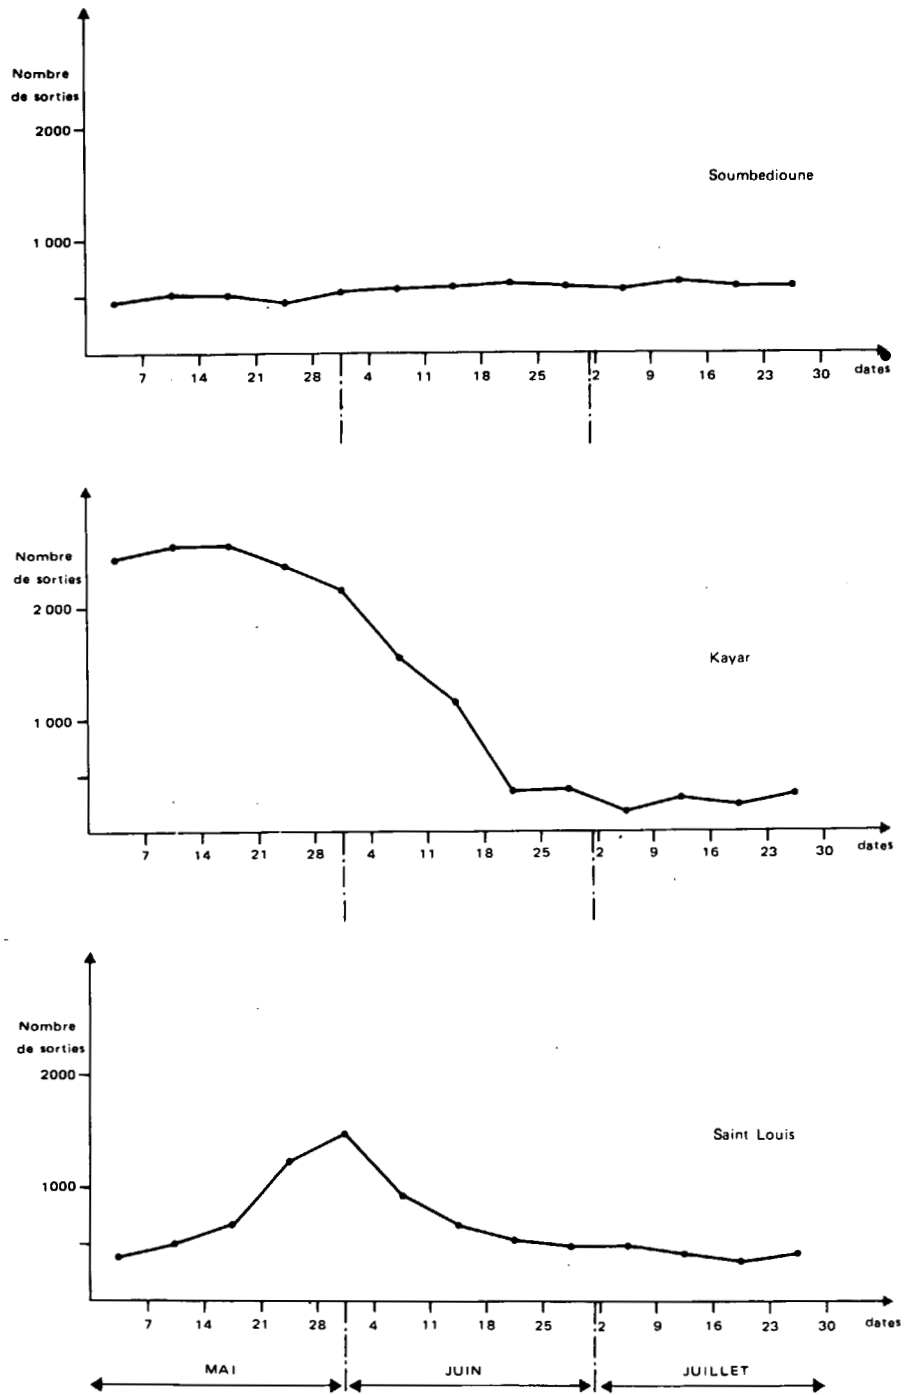 Nombre
de sorties
2000
Soumbedioune
1 000
7 14 21 28 4 11 18 25 2 9 16 23 30 dates
Nombre
de sorties
2 000
Kayar
1 000
7 14 21 28 4 11 18 25 2 9 16 23 30 dates
Nombre
de sorties
2000
Saint Louis
1000
7 14 21 28 4 11 18 25 2 9 16 23 30 dates
MAI JUIN JUILLET